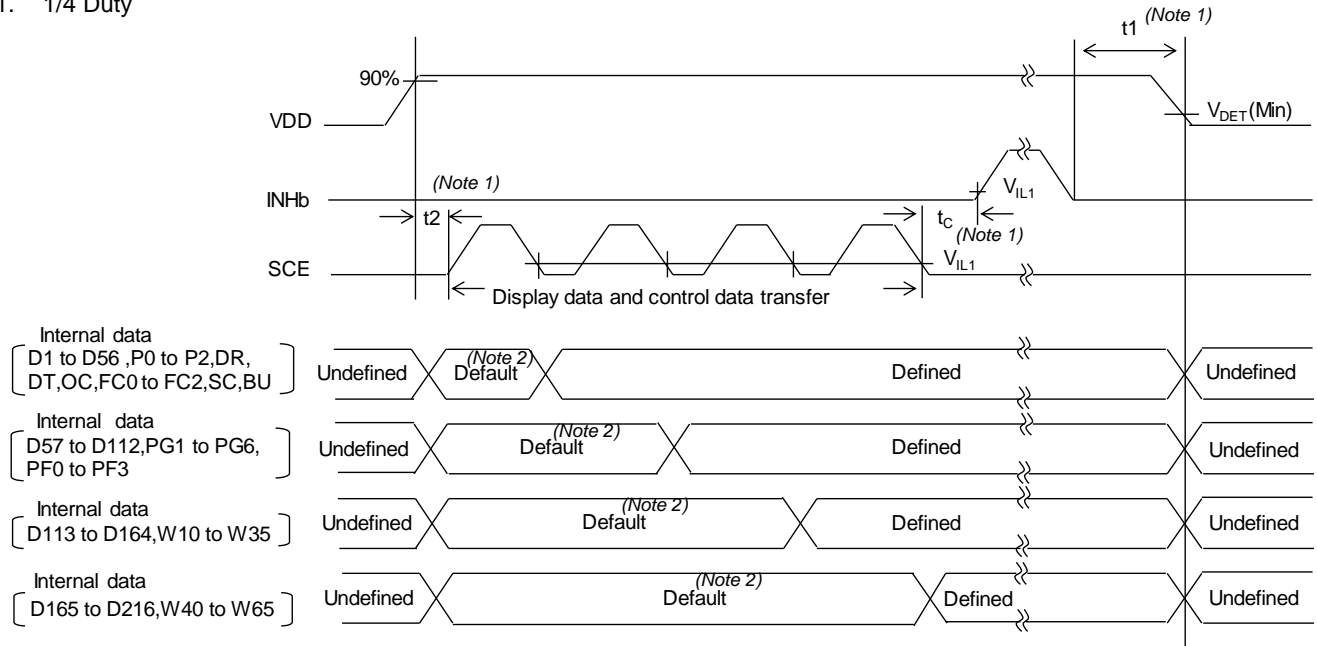 1. 1/4 Duty
t1 (Note 1)
90%
VDD
VDET(Min)
(Note 1)
INHb
VIL1
t2
tC
(Note 1)
SCE
VIL1
Display data and control data transfer
Internal data
D1 to D56 ,P0 to P2,DR,
DT,OC,FC0 to FC2,SC,BU
Undefined
(Note 2)
Default
Defined
Undefined
Internal data
D57 to D112,PG1 to PG6,
PF0 to PF3
Undefined
(Note 2)
Default
Defined
Undefined
Internal data
D113 to D164,W10 to W35
Undefined
(Note 2)
Default
Defined
Undefined
Internal data
D165 to D216,W40 to W65
Undefined
(Note 2)
Default
Defined
Undefined